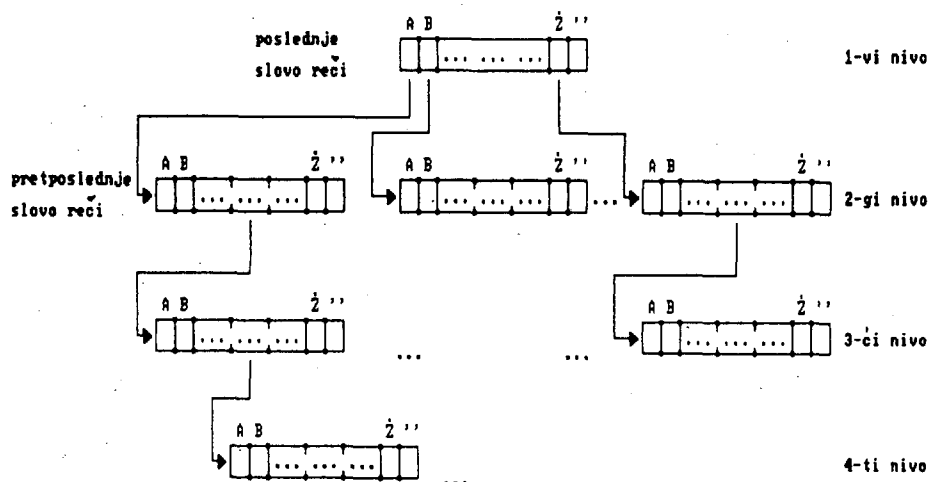 A B Ż ''
poslednje
slovo reči
... ... ...
1-vi nivo
A B Ż '' A B Ż '' A B Ż ''
pretposlednje
slovo reči
... ... ... ... ... ... ... ... ... ...
2-gi nivo
A B Ż '' A B Ż ''
... ... ... ... ... ... ... ...
3-ći nivo
A B Ż ''
... ... ...
4-ti nivo
...